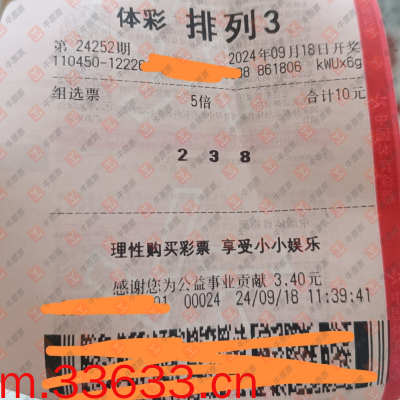 体彩 排列3
第 24252期 2024年09月18日开奖
110450-1222 861806 kWUx6g
组选票 5倍 合计10元
2 3 8
理性购买彩票 享受小小娱乐
感谢您为公益事业贡献 3.40元
01 00024 24/09/18 11:39:41
m.33633.cn